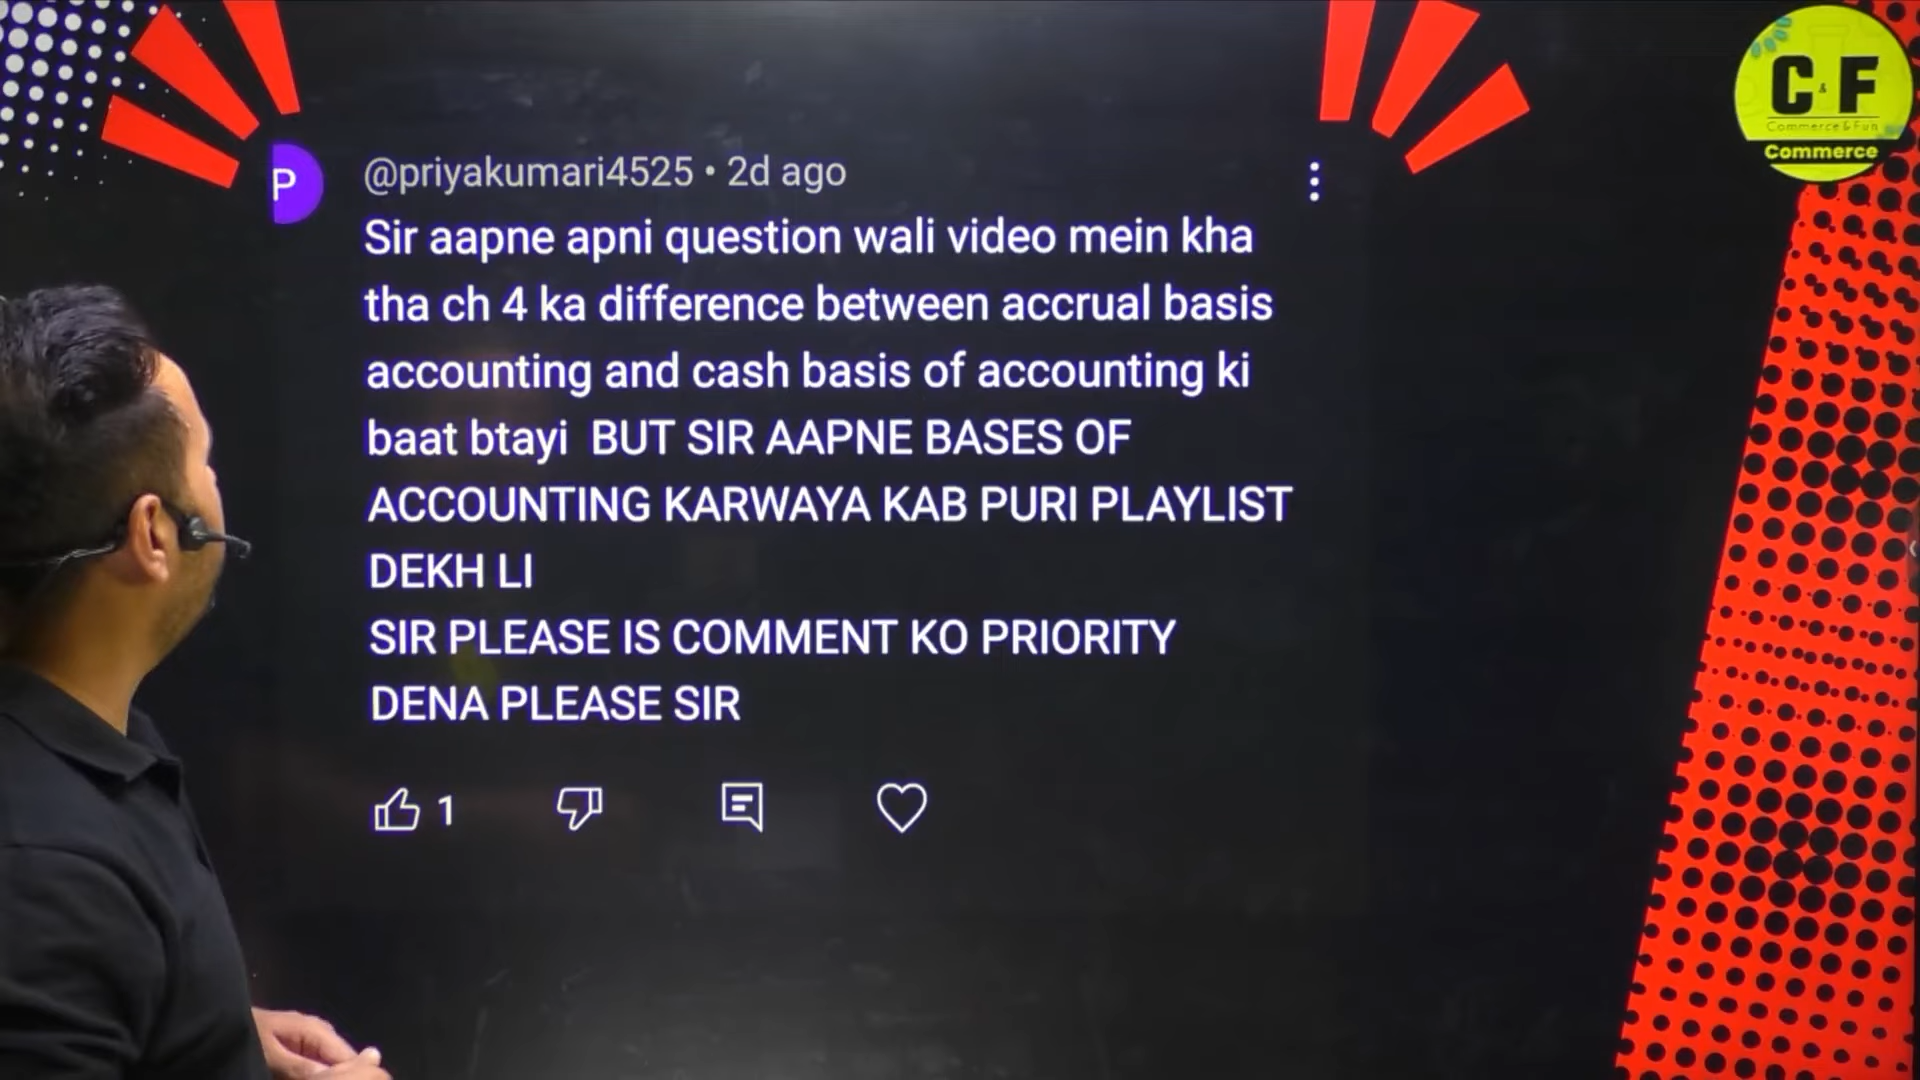 C & F
Commerce & Fun
Commerce
P
@priyakumari4525 • 2d ago
Sir aapne apni question wali video mein kha
tha ch 4 ka difference between accrual basis
accounting and cash basis of accounting ki
baat btayi BUT SIR AAPNE BASES OF
ACCOUNTING KARWAYA KAB PURI PLAYLIST
DEKH LI
SIR PLEASE IS COMMENT KO PRIORITY
DENA PLEASE SIR
1